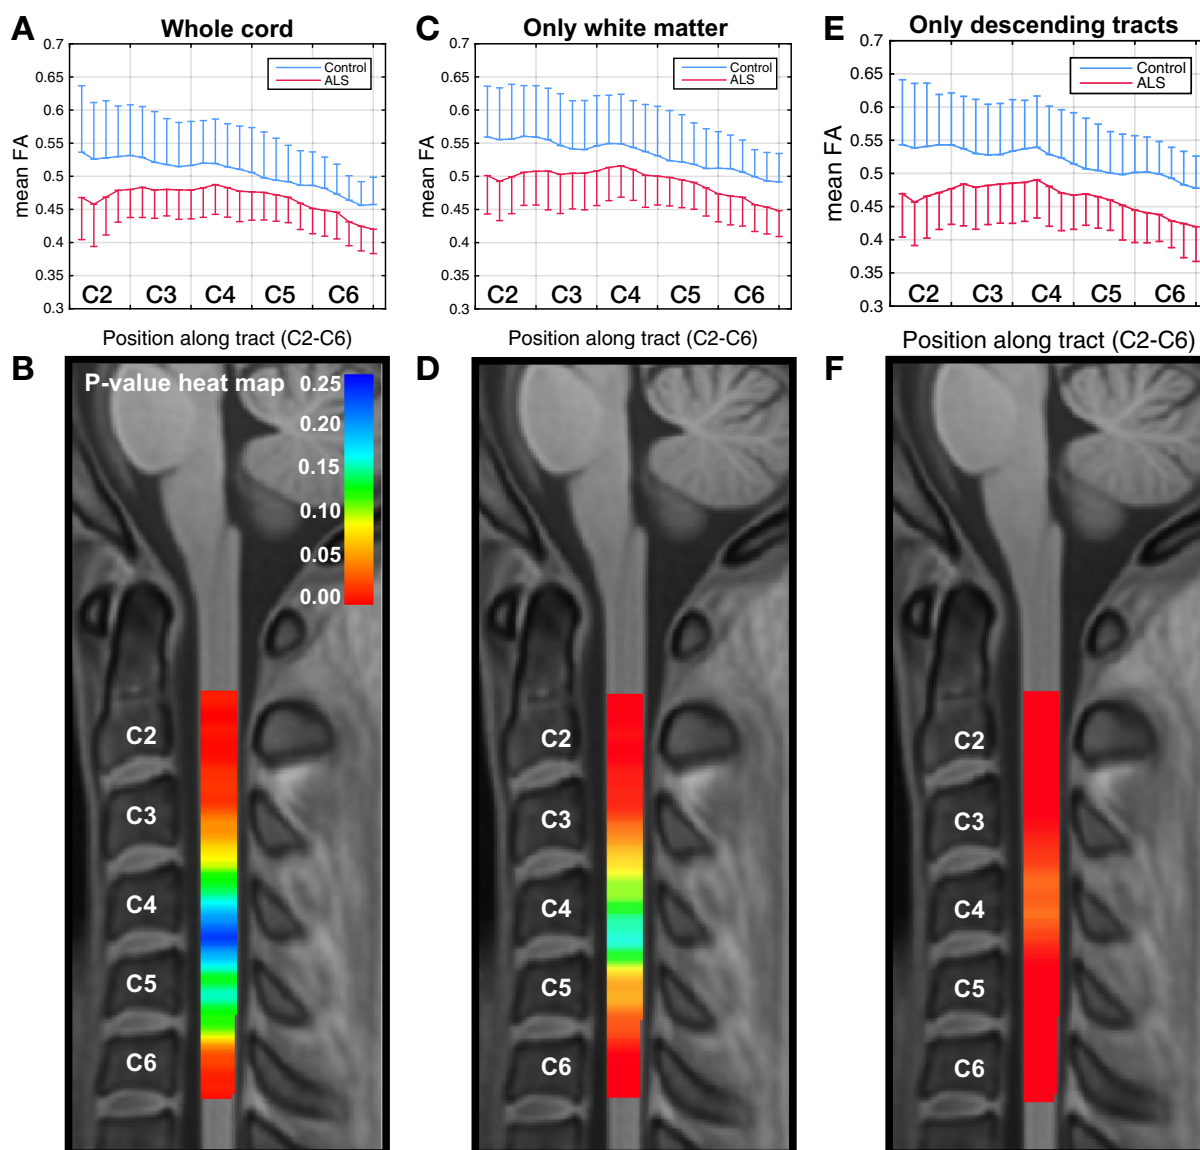 A
Whole cord
0.7
0.65
0.6
0.55
0.5
0.45
0.4
0.35
0.3
mean FA
Control
ALS
C2 C3 C4 C5 C6
Position along tract (C2-C6)
C
Only white matter
0.7
0.65
0.6
0.55
0.5
0.45
0.4
0.35
0.3
mean FA
Control
ALS
C2 C3 C4 C5 C6
Position along tract (C2-C6)
E
Only descending tracts
0.7
0.65
0.6
0.55
0.5
0.45
0.4
0.35
0.3
mean FA
Control
ALS
C2 C3 C4 C5 C6
Position along tract (C2-C6)
B
P-value heat map
0.25
0.20
0.15
0.10
0.05
0.00
C2
C3
C4
C5
C6
D
C2
C3
C4
C5
C6
F
C2
C3
C4
C5
C6